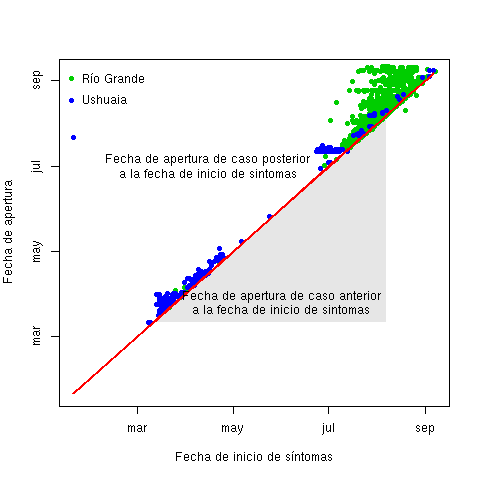 Río Grande
Ushuaia
Fecha de apertura de caso posterior
a la fecha de inicio de sintomas
Fecha de apertura de caso anterior
a la fecha de inicio de sintomas
Fecha de apertura
sep
jul
may
mar
mar
may
jul
sep
Fecha de inicio de síntomas